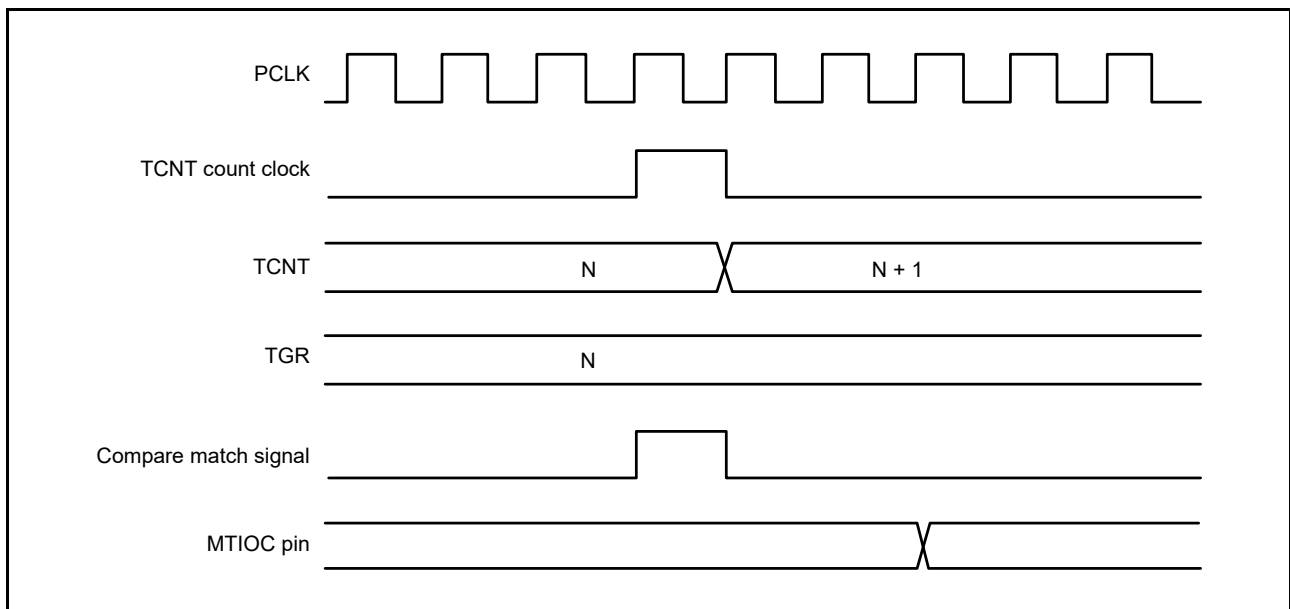 PCLK
TCNT count clock
TCNT
N
N + 1
TGR
N
Compare match signal
MTIOC pin